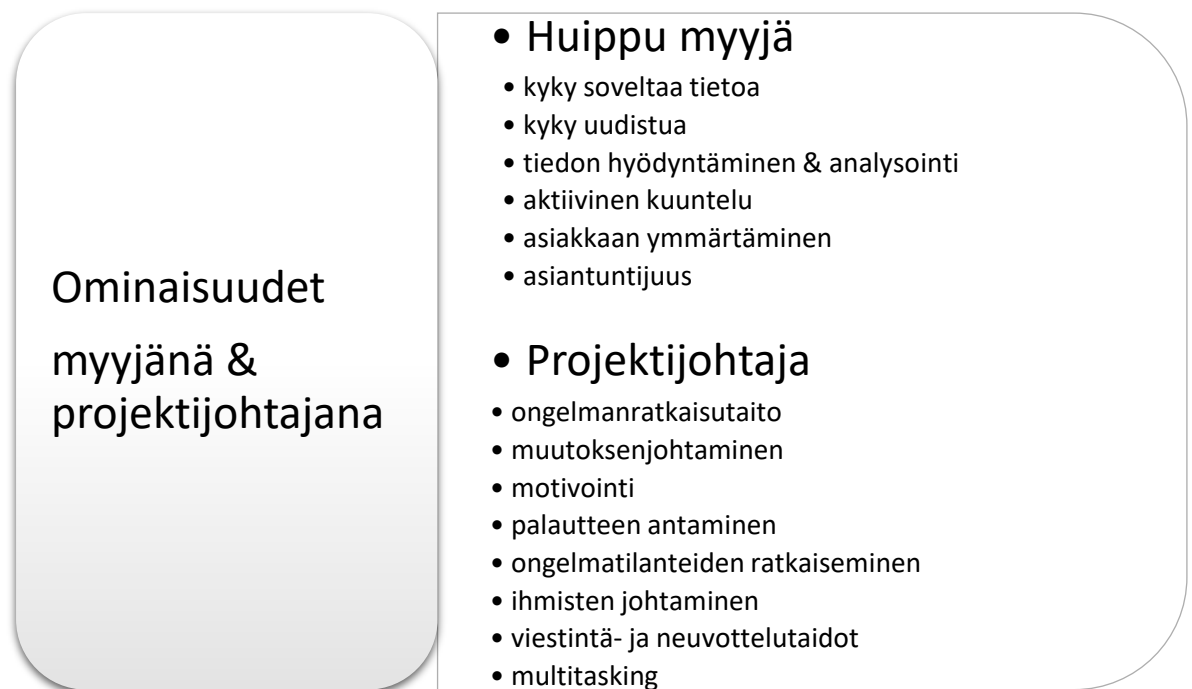 Ominaisuudet
myyjänä &
projektijohtajana
• Huippu myyjä
• kyky soveltaa tietoa
• kyky uudistua
• tiedon hyödyntäminen & analysointi
• aktiivinen kuuntelu
• asiakkaan ymmärtäminen
• asiantuntijuus
• Projektijohtaja
• ongelmanratkaisutaito
• muutoksenjohtaminen
• motivointi
• palautteen antaminen
• ongelmatilanteiden ratkaiseminen
• ihmisten johtaminen
• viestintä- ja neuvottelutaidot
• multitasking